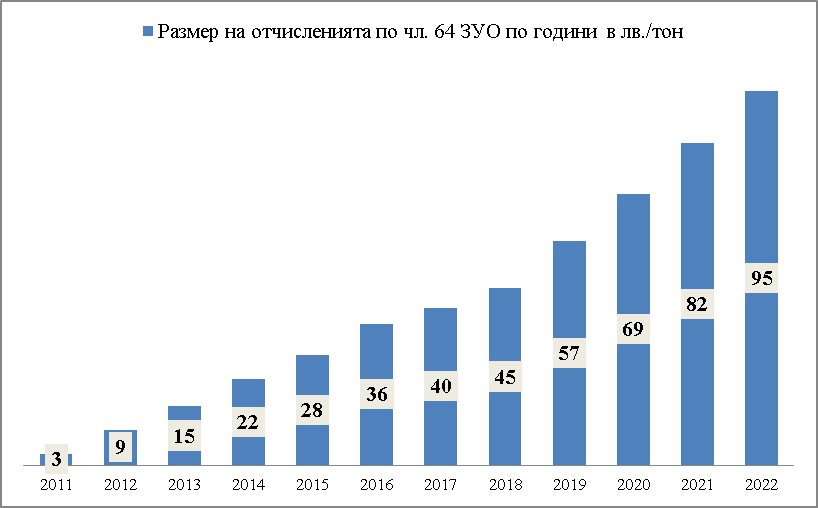 Размер на отчисленията по чл. 64 ЗУО по години в лв./тон
3 9 15 22 28 36 40 45 57 69 82 95
2011 2012 2013 2014 2015 2016 2017 2018 2019 2020 2021 2022